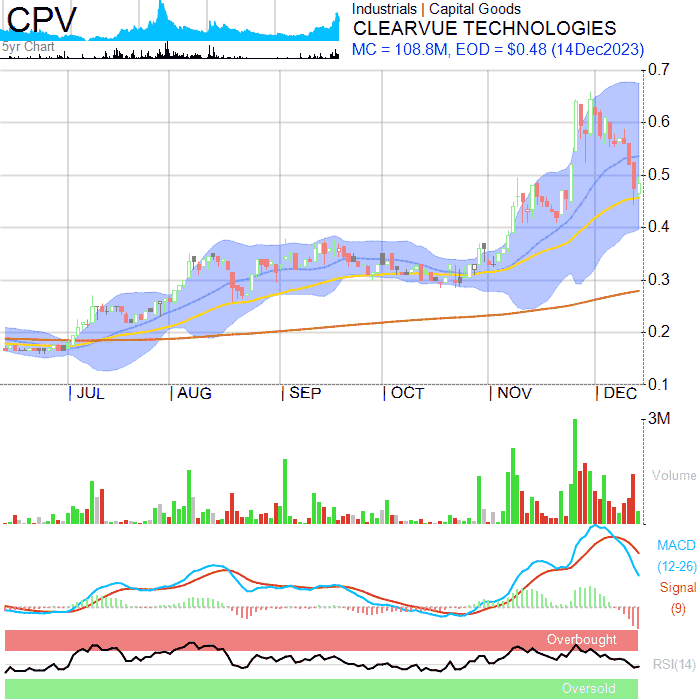 CPV
5yr Chart
Industrials | Capital Goods
CLEARVUE TECHNOLOGIES
MC = 108.8M, EOD = $0.48 (14Dec2023)
0.7
0.6
0.5
0.4
0.3
0.2
0.1
| JUL | AUG | SEP | OCT | NOV | DEC
3M
Volume
MACD
(12-26)
Signal
(9)
Overbought
RSI(14)
Oversold